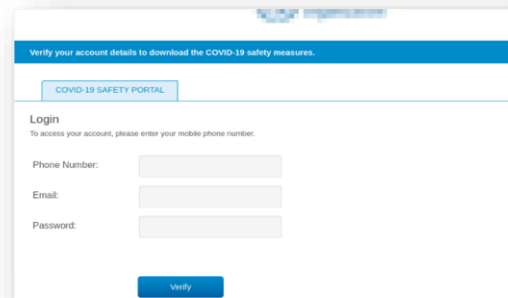 Verify your account details to download the COVID-19 safety measures.
COVID-19 SAFETY PORTAL
Login
To access your account, please enter your mobile phone number.
Phone Number:
Email:
Password:
Verify